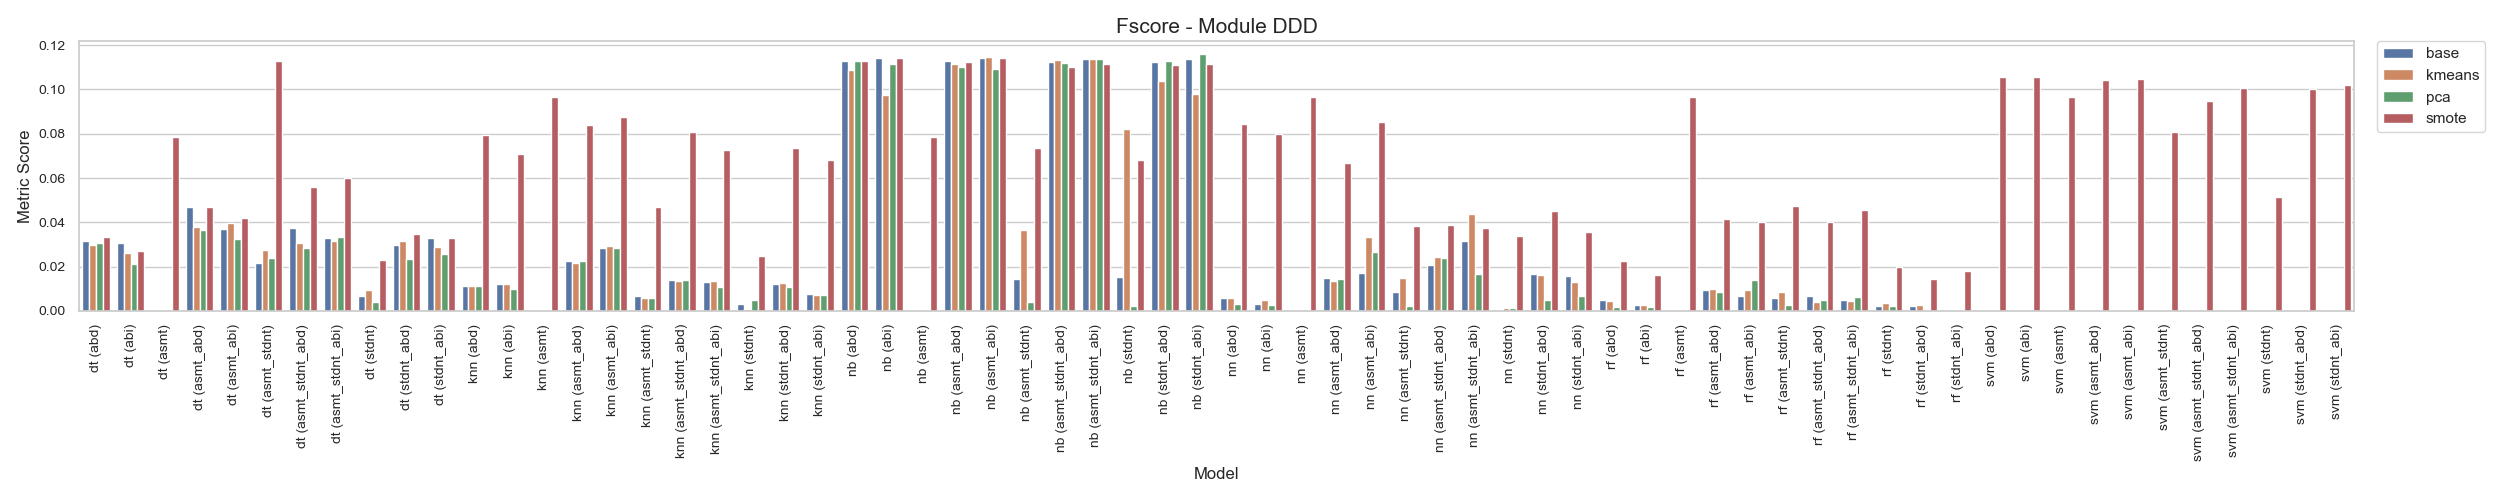 Fscore - Module DDD
base
kmeans
pca
smote
Metric Score
0.12
0.10
0.08
0.06
0.04
0.02
0.00
dt (abd)
dt (abi)
dt (asmt)
dt (asmt_abd)
dt (asmt_abi)
dt (asmt_stdnt)
dt (asmt_stdnt_abd)
dt (asmt_stdnt_abi)
dt (stdnt)
dt (stdnt_abd)
dt (stdnt_abi)
knn (abd)
knn (abi)
knn (asmt)
knn (asmt_abd)
knn (asmt_abi)
knn (asmt_stdnt)
knn (asmt_stdnt_abd)
knn (asmt_stdnt_abi)
knn (stdnt)
knn (stdnt_abd)
knn (stdnt_abi)
nb (abd)
nb (abi)
nb (asmt)
nb (asmt_abd)
nb (asmt_abi)
nb (asmt_stdnt)
nb (asmt_stdnt_abd)
nb (asmt_stdnt_abi)
nb (stdnt)
nb (stdnt_abd)
nb (stdnt_abi)
nn (abd)
nn (abi)
nn (asmt)
nn (asmt_abd)
nn (asmt_abi)
nn (asmt_stdnt)
nn (asmt_stdnt_abd)
nn (asmt_stdnt_abi)
nn (stdnt)
nn (stdnt_abd)
nn (stdnt_abi)
rf (abd)
rf (abi)
rf (asmt)
rf (asmt_abd)
rf (asmt_abi)
rf (asmt_stdnt)
rf (asmt_stdnt_abd)
rf (asmt_stdnt_abi)
rf (stdnt)
rf (stdnt_abd)
rf (stdnt_abi)
svm (abd)
svm (abi)
svm (asmt)
svm (asmt_abd)
svm (asmt_abi)
svm (asmt_stdnt)
svm (asmt_stdnt_abd)
svm (asmt_stdnt_abi)
svm (stdnt)
svm (stdnt_abd)
svm (stdnt_abi)
Model